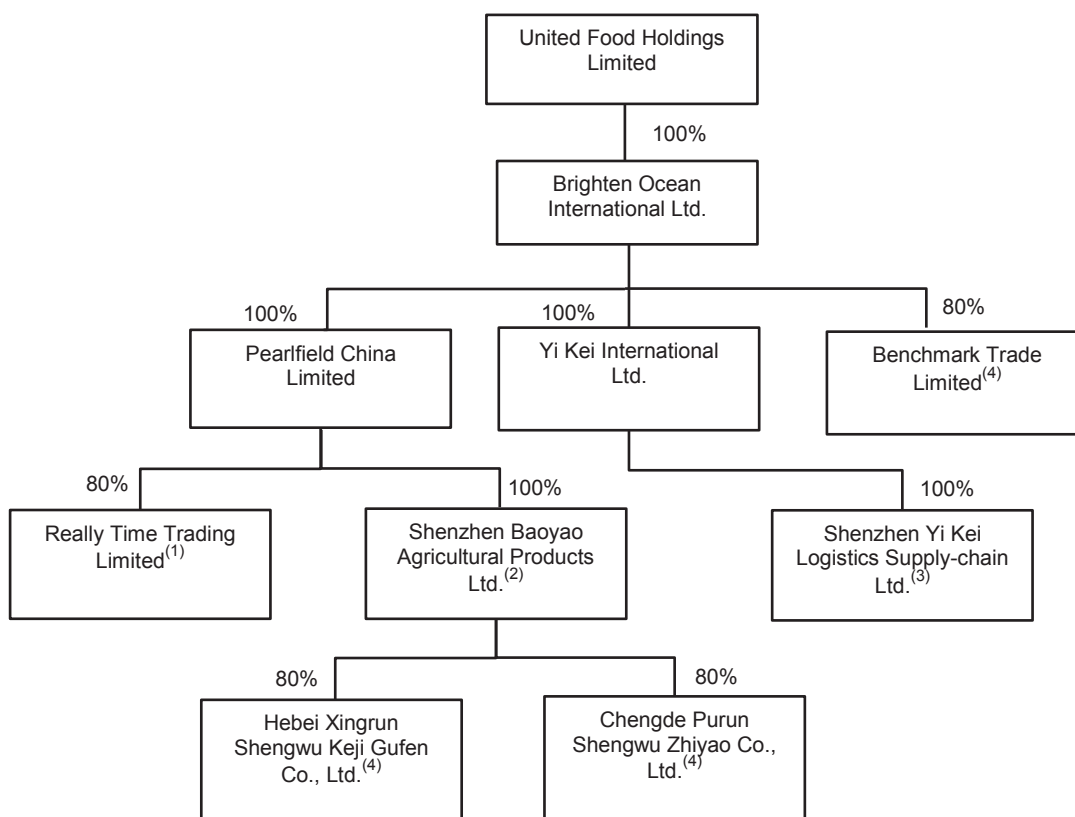 United Food Holdings
Limited
100%
Brighten Ocean
International Ltd.
100%
100%
80%
Pearlfield China
Limited
Yi Kei International
Ltd.
Benchmark Trade
Limited(4)
80%
100%
100%
Really Time Trading
Limited(1)
Shenzhen Baoyao
Agricultural Products
Ltd.(2)
Shenzhen Yi Kei
Logistics Supply-chain
Ltd.(3)
80%
80%
Hebei Xingrun
Shengwu Keji Gufen
Co., Ltd.(4)
Chengde Purun
Shengwu Zhiyao Co.,
Ltd.(4)